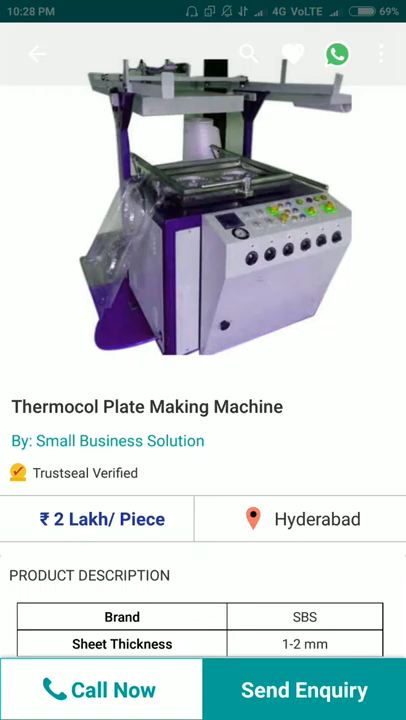 10:28 PM 4G VoLTE 69%
Thermocol Plate Making Machine
By: Small Business Solution
Trustseal Verified
₹ 2 Lakh/ Piece Hyderabad
PRODUCT DESCRIPTION
Brand SBS
Sheet Thickness 1-2 mm
Call Now Send Enquiry